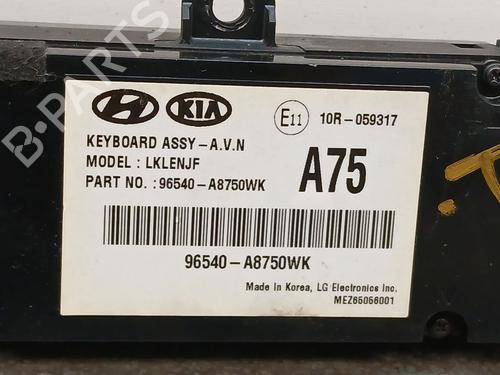 KIA
E11
10R-059317
KEYBOARD ASSY-A.V.N
MODEL : LKLENJF
PART NO. : 96540-A8750WK
A75
96540-A8750WK
Made In Korea, LG Electronics Inc.
MEZ65056001
B-PARTS